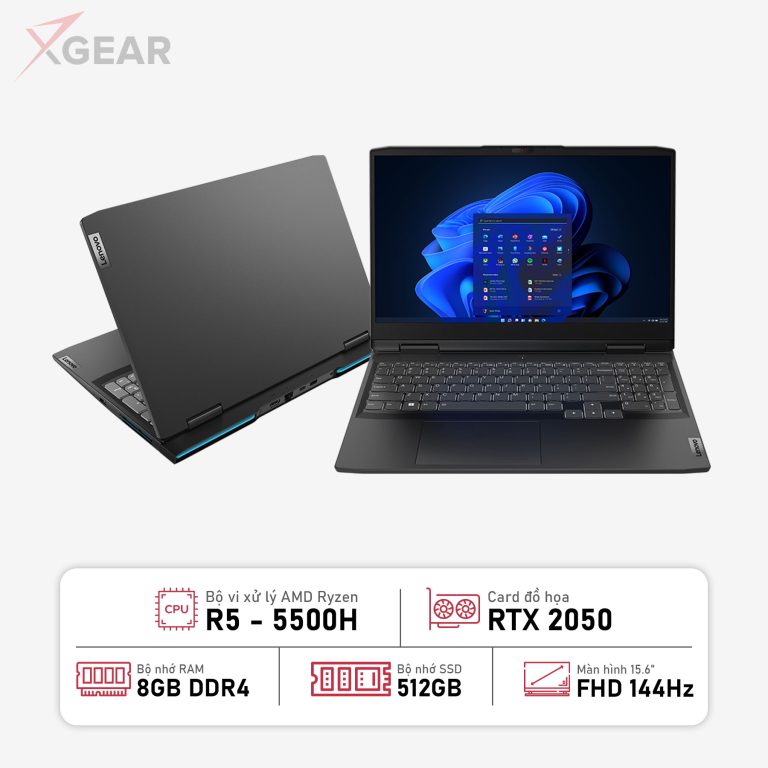 XGEAR
Lenovo
Lenovo
Lenovo
CPU
Bộ vi xử lý AMD Ryzen
R5 - 5500H
Card đồ họa
RTX 2050
Bộ nhớ RAM
8GB DDR4
Bộ nhớ SSD
512GB
Màn hình 15.6"
FHD 144Hz